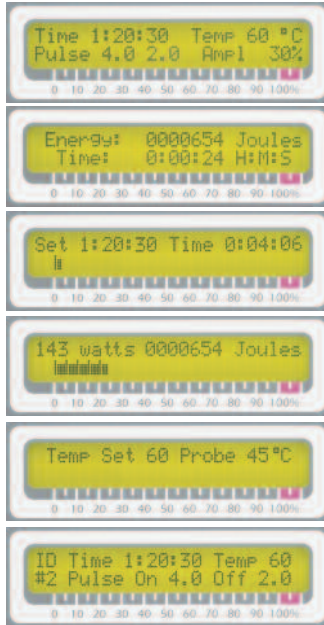 Time 1:20:30 Temp 60 °C
Pulse 4.0 2.0 Ampl 30%
0 10 20 30 40 50 60 70 80 90 100%
Energy: 0000654 Joules
Time: 0:00:24 H:M:S
0 10 20 30 40 50 60 70 80 90 100%
Set 1:20:30 Time 0:04:06
0 10 20 30 40 50 60 70 80 90 100%
143 watts 0000654 Joules
0 10 20 30 40 50 60 70 80 90 100%
Temp Set 60 Probe 45°C
0 10 20 30 40 50 60 70 80 90 100%
ID Time 1:20:30 Temp 60
#2 Pulse On 4.0 Off 2.0
0 10 20 30 40 50 60 70 80 90 100%